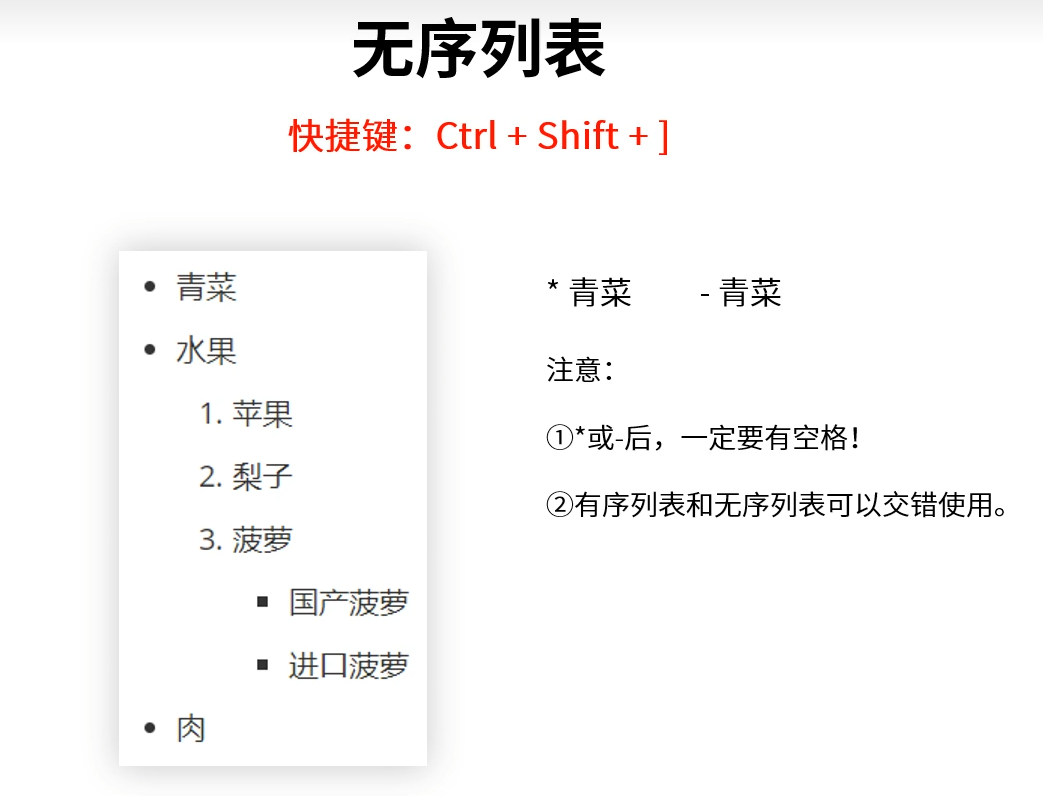 无序列表
快捷键：Ctrl + Shift + ]
• 青菜
• 水果
1. 苹果
2. 梨子
3. 菠萝
▪ 国产菠萝
▪ 进口菠萝
• 肉
* 青菜 - 青菜
注意：
①*或-后，一定要有空格！
②有序列表和无序列表可以交错使用。